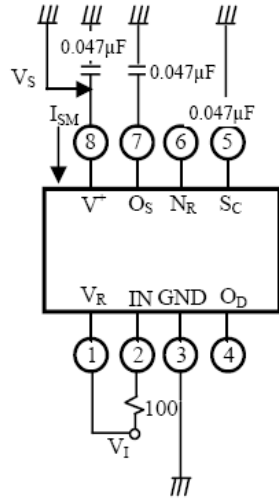 0.047μF
V_S
0.047μF
0.047μF
I_SM
8 7 6 5
V⁺ O_S N_R S_C
V_R IN GND O_D
1 2 3 4
100
V_I